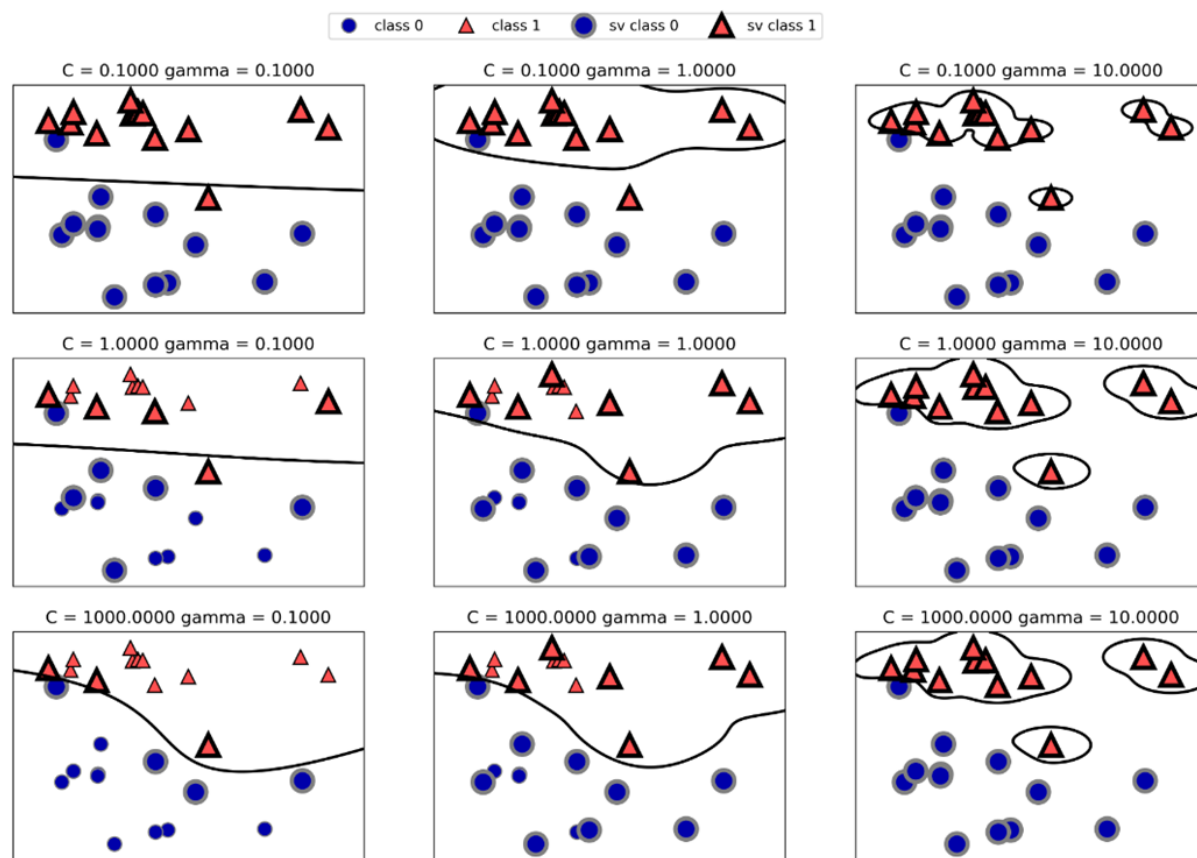 class 0 class 1 sv class 0 sv class 1
C = 0.1000 gamma = 0.1000
C = 0.1000 gamma = 1.0000
C = 0.1000 gamma = 10.0000
C = 1.0000 gamma = 0.1000
C = 1.0000 gamma = 1.0000
C = 1.0000 gamma = 10.0000
C = 1000.0000 gamma = 0.1000
C = 1000.0000 gamma = 1.0000
C = 1000.0000 gamma = 10.0000